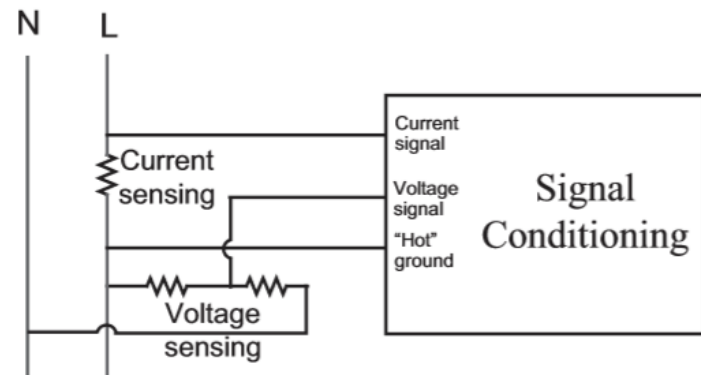 N
L
Current
sensing
Voltage
sensing
Current
signal
Voltage
signal
“Hot”
ground
Signal
Conditioning